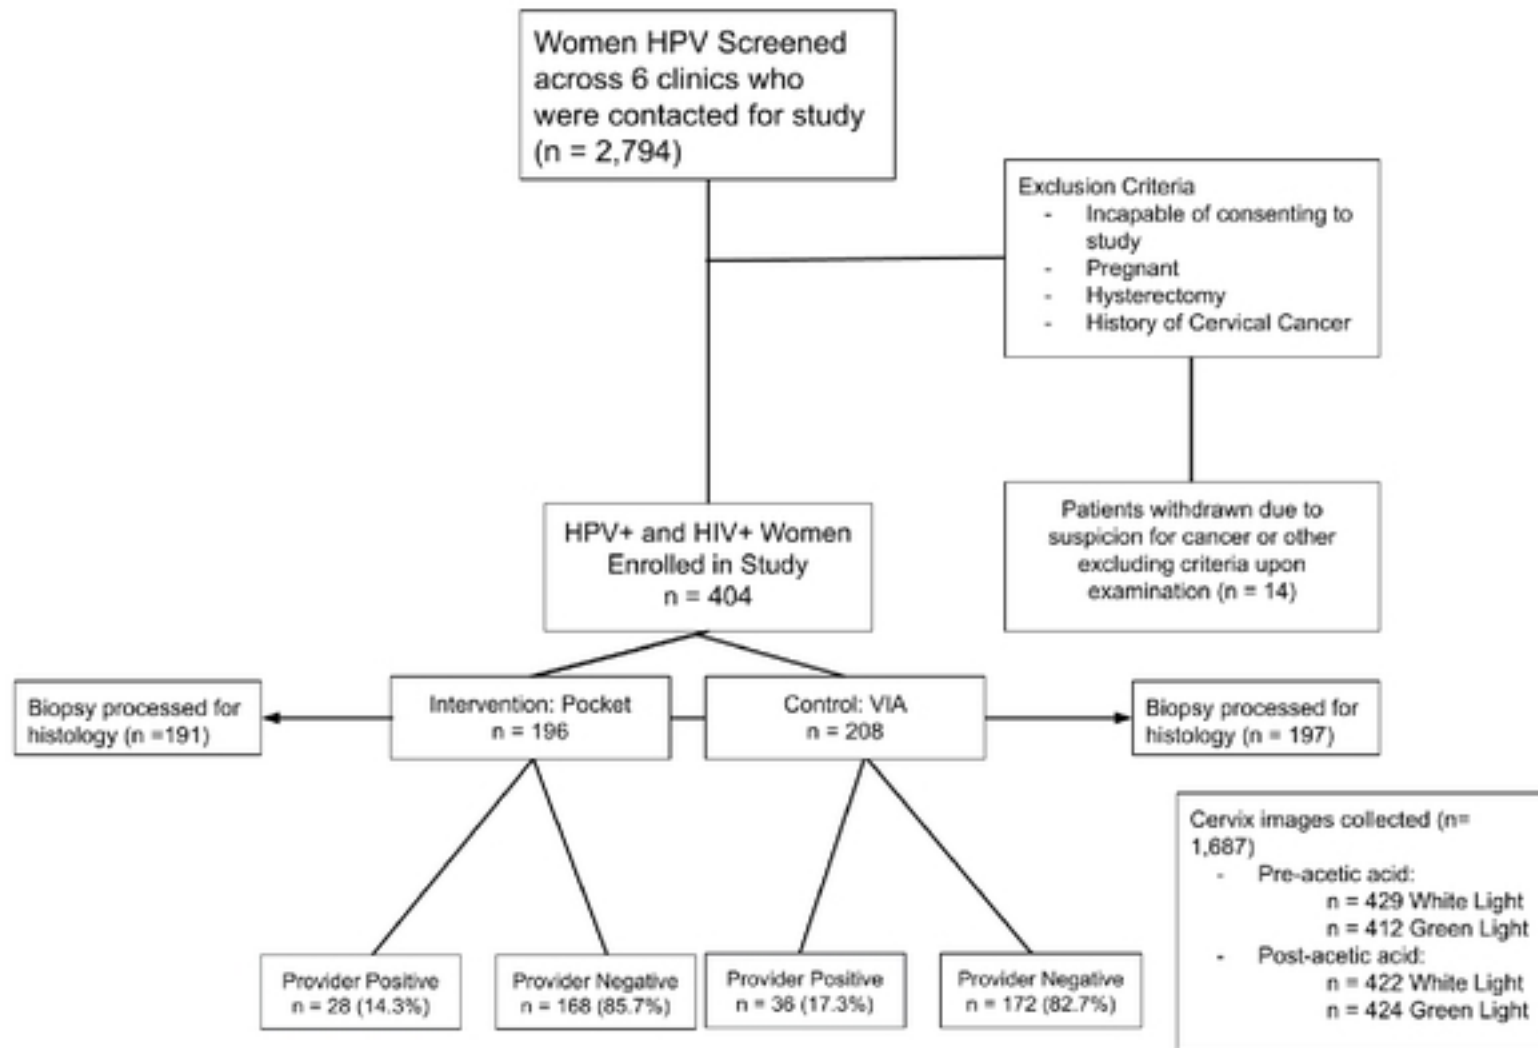 Women HPV Screened
across 6 clinics who
were contacted for study
(n = 2,794)
Exclusion Criteria
- Incapable of consenting to
study
- Pregnant
- Hysterectomy
- History of Cervical Cancer
HPV+ and HIV+ Women
Enrolled in Study
n = 404
Patients withdrawn due to
suspicion for cancer or other
excluding criteria upon
examination (n = 14)
Biopsy processed for
histology (n =191)
Intervention: Pocket
n = 196
Control: VIA
n = 208
Biopsy processed for
histology (n = 197)
Provider Positive
n = 28 (14.3%)
Provider Negative
n = 168 (85.7%)
Provider Positive
n = 36 (17.3%)
Provider Negative
n = 172 (82.7%)
Cervix images collected (n=
1,687)
- Pre-acetic acid:
n = 429 White Light
n = 412 Green Light
- Post-acetic acid:
n = 422 White Light
n = 424 Green Light